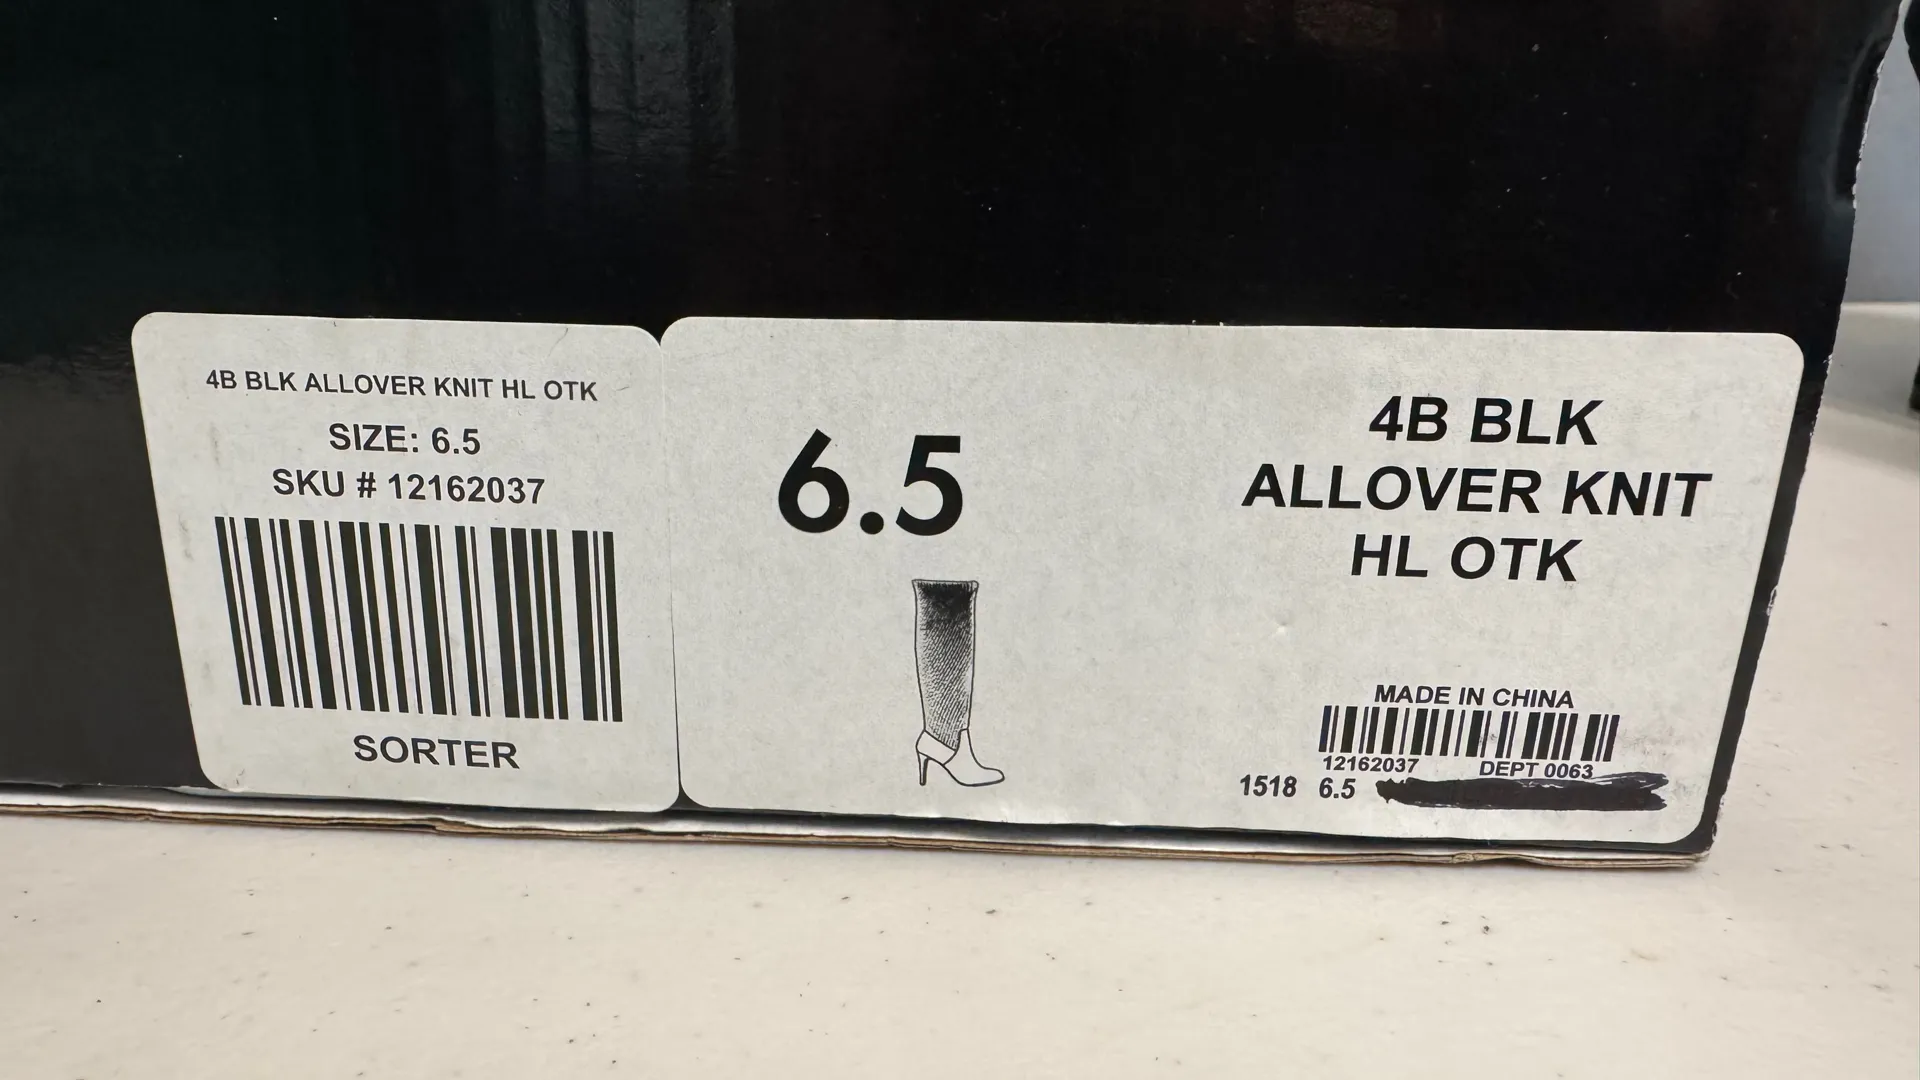 4B BLK ALLOVER KNIT HL OTK
SIZE: 6.5
SKU # 12162037
SORTER
6.5
4B BLK
ALLOVER KNIT
HL OTK
MADE IN CHINA
12162037 DEPT 0063
1518 6.5